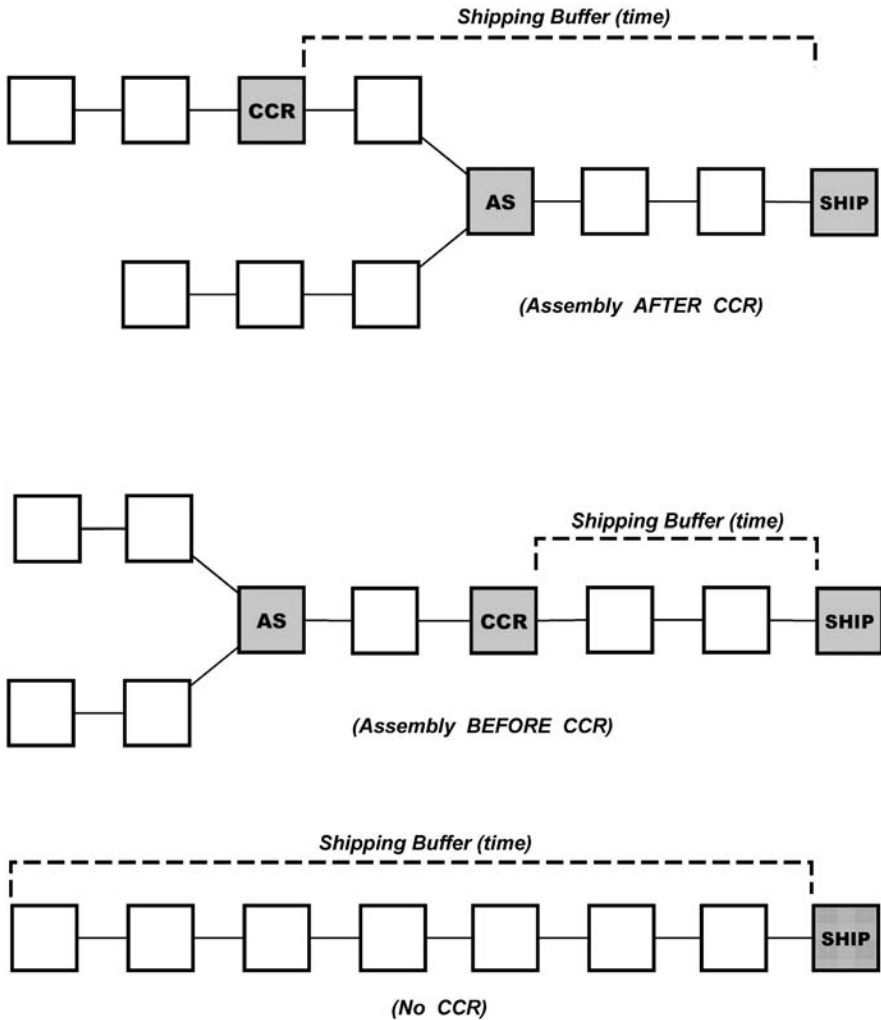 Shipping Buffer (time)
CCR
AS
SHIP
(Assembly AFTER CCR)
Shipping Buffer (time)
AS
CCR
SHIP
(Assembly BEFORE CCR)
Shipping Buffer (time)
SHIP
(No CCR)